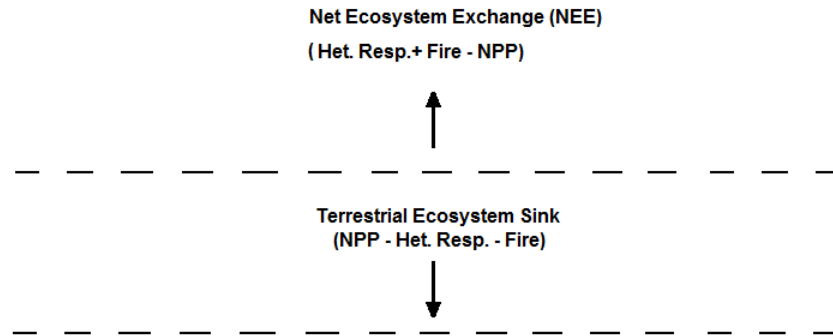 Net Ecosystem Exchange (NEE)
( Het. Resp.+ Fire - NPP)
Terrestrial Ecosystem Sink
(NPP - Het. Resp. - Fire)